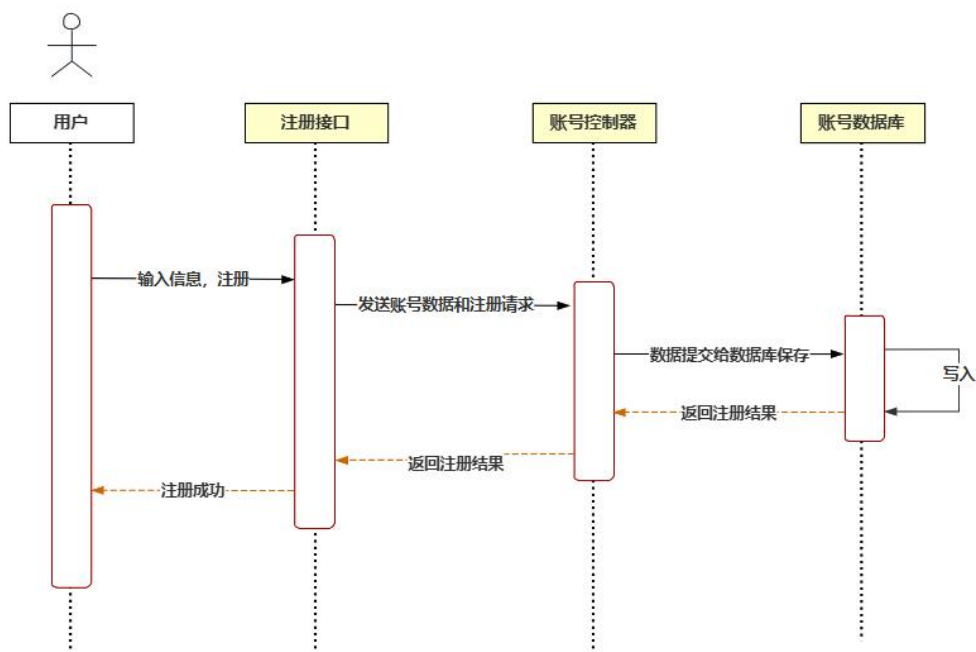 用户
注册接口
账号控制器
账号数据库
输入信息，注册
发送账号数据和注册请求
数据提交给数据库保存
写入
返回注册结果
返回注册结果
注册成功